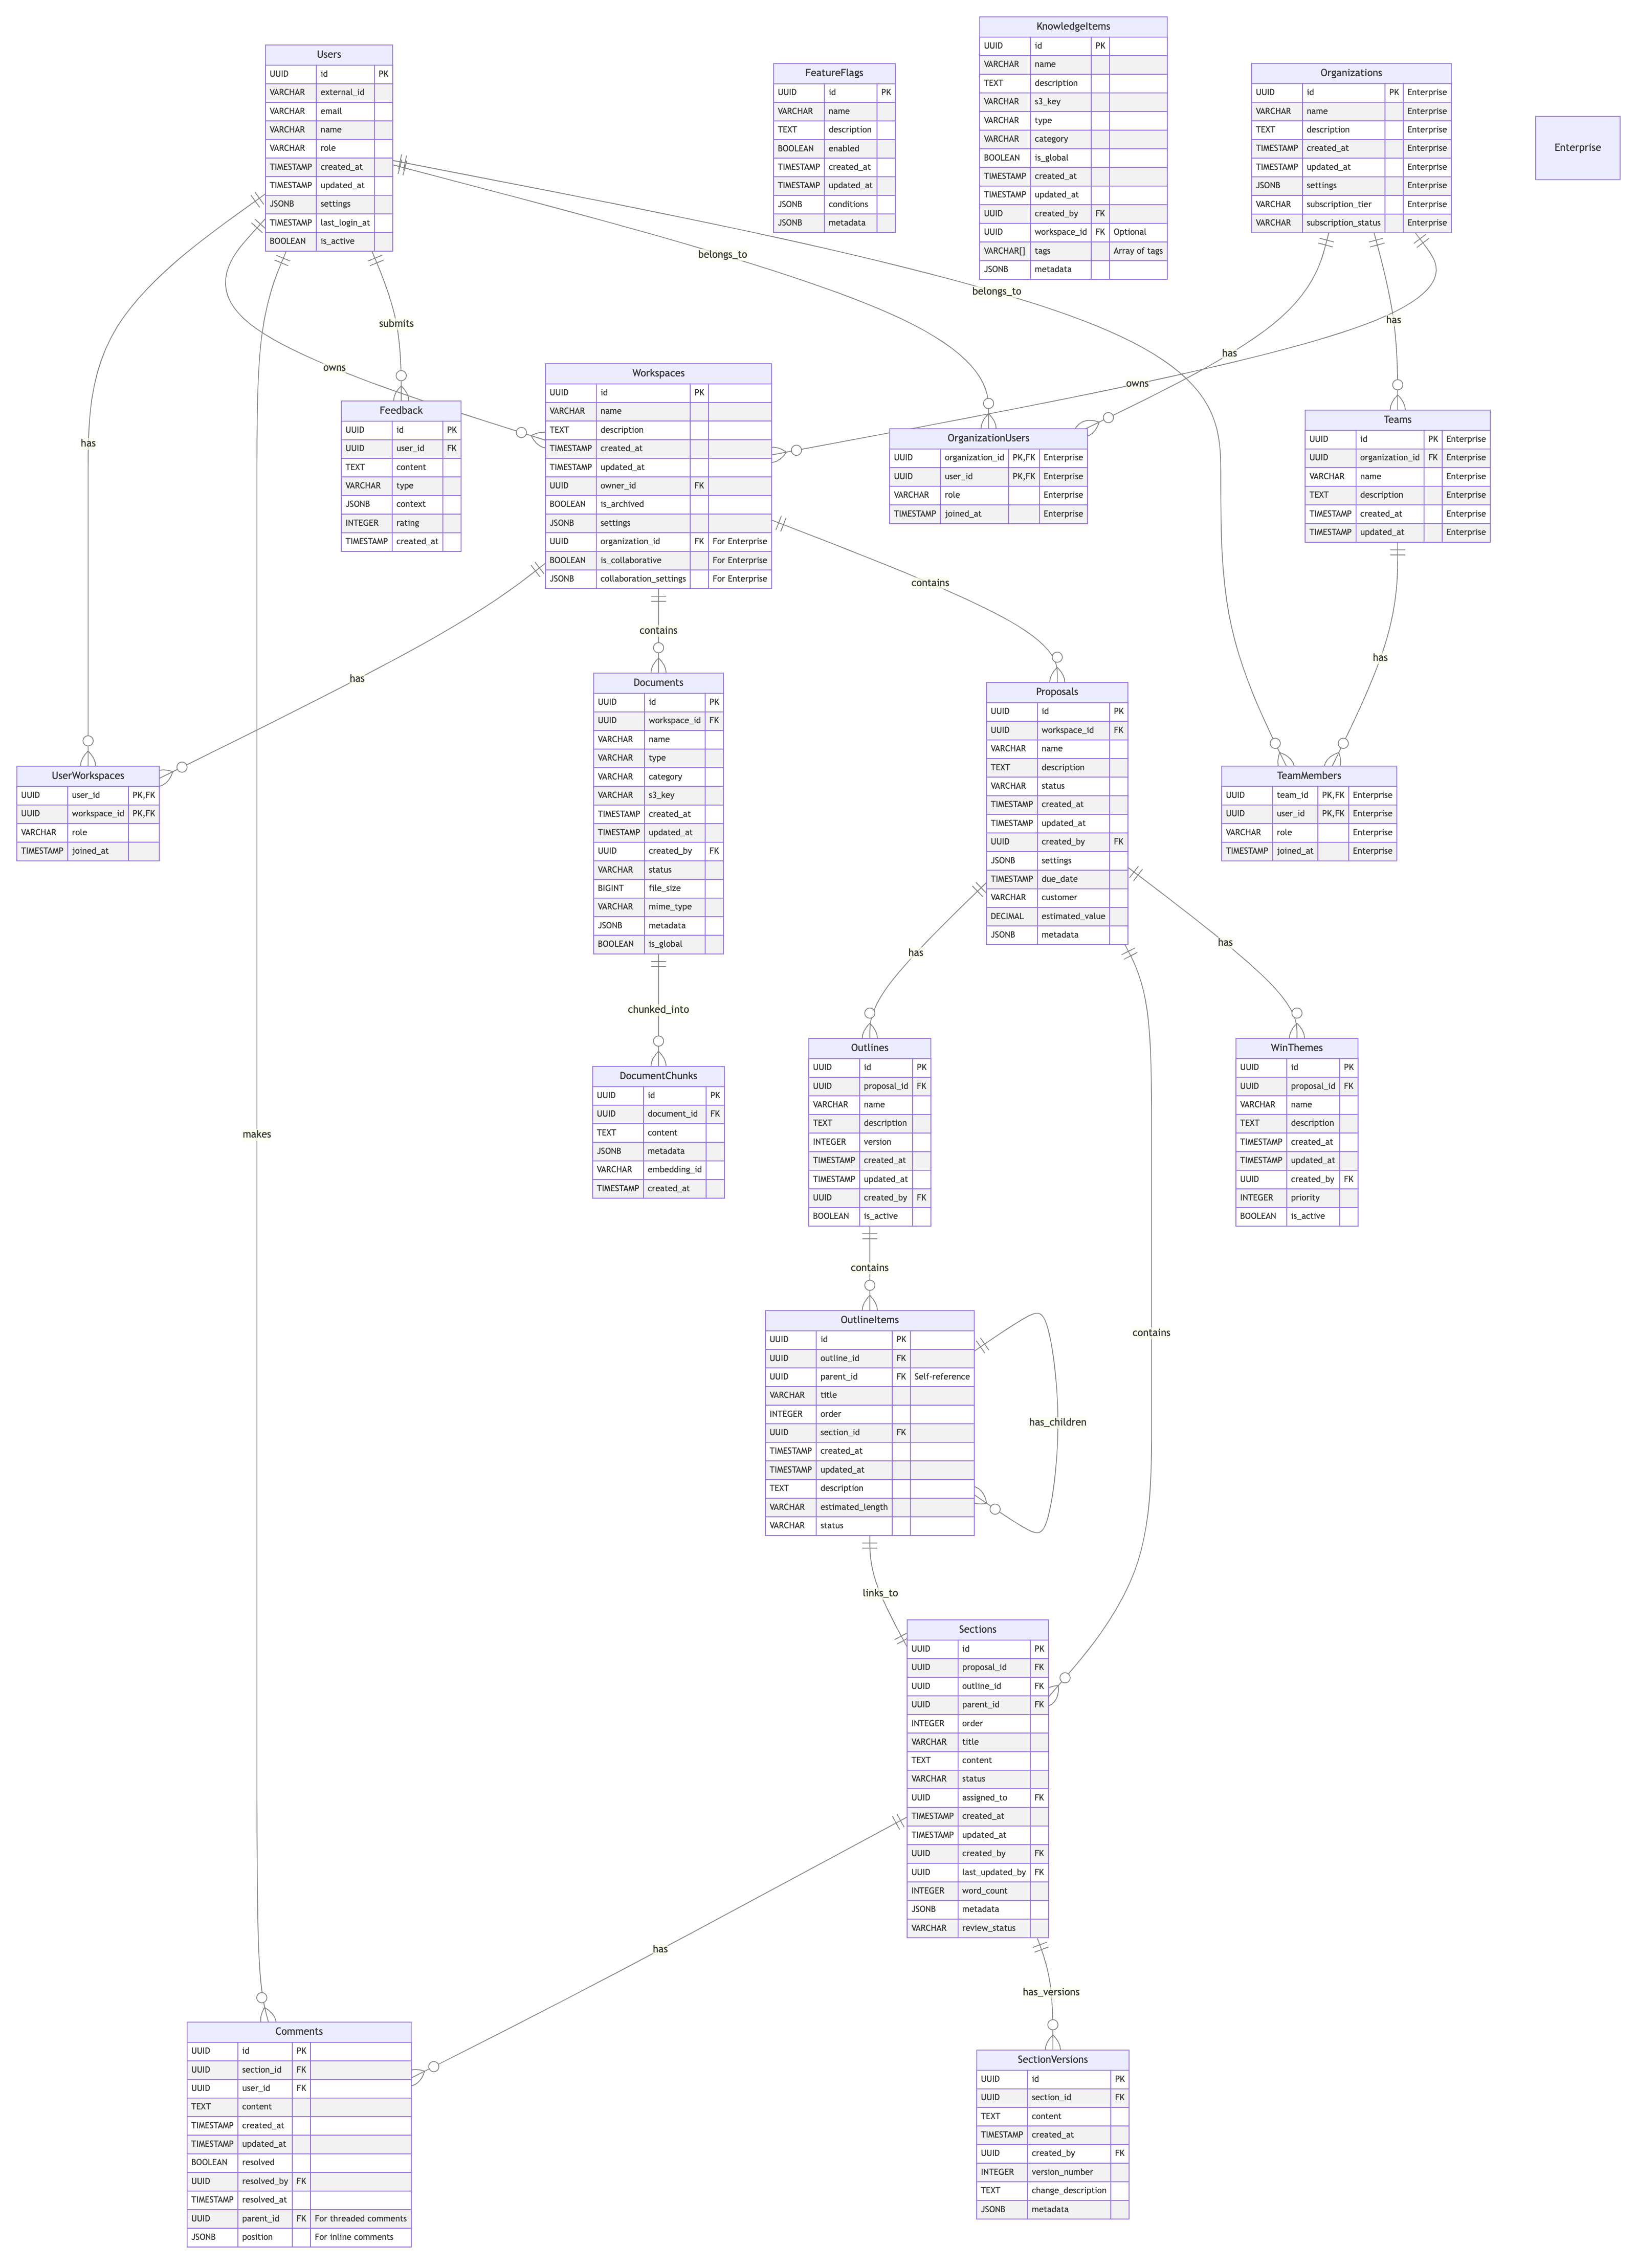 Users
UUID id PK
VARCHAR external_id
VARCHAR email
VARCHAR name
VARCHAR role
TIMESTAMP created_at
TIMESTAMP updated_at
JSONB settings
TIMESTAMP last_login_at
BOOLEAN is_active
FeatureFlags
UUID id PK
VARCHAR name
TEXT description
BOOLEAN enabled
TIMESTAMP created_at
TIMESTAMP updated_at
JSONB conditions
JSONB metadata
KnowledgeItems
UUID id PK
VARCHAR name
TEXT description
VARCHAR s3_key
VARCHAR type
VARCHAR category
BOOLEAN is_global
TIMESTAMP created_at
TIMESTAMP updated_at
UUID created_by FK
UUID workspace_id FK Optional
VARCHAR[] tags Array of tags
JSONB metadata
Organizations
UUID id PK Enterprise
VARCHAR name Enterprise
TEXT description Enterprise
TIMESTAMP created_at Enterprise
TIMESTAMP updated_at Enterprise
JSONB settings Enterprise
VARCHAR subscription_tier Enterprise
VARCHAR subscription_status Enterprise
Enterprise
belongs_to
belongs_to
submits
has
has
owns
owns
has
Feedback
UUID id PK
UUID user_id FK
TEXT content
VARCHAR type
JSONB context
INTEGER rating
TIMESTAMP created_at
Workspaces
UUID id PK
VARCHAR name
TEXT description
TIMESTAMP created_at
TIMESTAMP updated_at
UUID owner_id FK
BOOLEAN is_archived
JSONB settings
UUID organization_id FK For Enterprise
BOOLEAN is_collaborative For Enterprise
JSONB collaboration_settings For Enterprise
OrganizationUsers
UUID organization_id PK,FK Enterprise
UUID user_id PK,FK Enterprise
VARCHAR role Enterprise
TIMESTAMP joined_at Enterprise
Teams
UUID id PK Enterprise
UUID organization_id FK Enterprise
VARCHAR name Enterprise
TEXT description Enterprise
TIMESTAMP created_at Enterprise
TIMESTAMP updated_at Enterprise
contains
contains
has
has
UserWorkspaces
UUID user_id PK,FK
UUID workspace_id PK,FK
VARCHAR role
TIMESTAMP joined_at
Documents
UUID id PK
UUID workspace_id FK
VARCHAR name
VARCHAR type
VARCHAR category
VARCHAR s3_key
TIMESTAMP created_at
TIMESTAMP updated_at
UUID created_by FK
VARCHAR status
BIGINT file_size
VARCHAR mime_type
JSONB metadata
BOOLEAN is_global
Proposals
UUID id PK
UUID workspace_id FK
VARCHAR name
TEXT description
VARCHAR status
TIMESTAMP created_at
TIMESTAMP updated_at
UUID created_by FK
JSONB settings
TIMESTAMP due_date
VARCHAR customer
DECIMAL estimated_value
JSONB metadata
TeamMembers
UUID team_id PK,FK Enterprise
UUID user_id PK,FK Enterprise
VARCHAR role Enterprise
TIMESTAMP joined_at Enterprise
has
has
chunked_into
DocumentChunks
UUID id PK
UUID document_id FK
TEXT content
JSONB metadata
VARCHAR embedding_id
TIMESTAMP created_at
Outlines
UUID id PK
UUID proposal_id FK
VARCHAR name
TEXT description
INTEGER version
TIMESTAMP created_at
TIMESTAMP updated_at
UUID created_by FK
BOOLEAN is_active
WinThemes
UUID id PK
UUID proposal_id FK
VARCHAR name
TEXT description
TIMESTAMP created_at
TIMESTAMP updated_at
UUID created_by FK
INTEGER priority
BOOLEAN is_active
makes
contains
contains
OutlineItems
UUID id PK
UUID outline_id FK
UUID parent_id FK Self-reference
VARCHAR title
INTEGER order
UUID section_id FK
TIMESTAMP created_at
TIMESTAMP updated_at
TEXT description
VARCHAR estimated_length
VARCHAR status
has_children
links_to
Sections
UUID id PK
UUID proposal_id FK
UUID outline_id FK
UUID parent_id FK
INTEGER order
VARCHAR title
TEXT content
VARCHAR status
UUID assigned_to FK
TIMESTAMP created_at
TIMESTAMP updated_at
UUID created_by FK
UUID last_updated_by FK
INTEGER word_count
JSONB metadata
VARCHAR review_status
has
has_versions
Comments
UUID id PK
UUID section_id FK
UUID user_id FK
TEXT content
TIMESTAMP created_at
TIMESTAMP updated_at
BOOLEAN resolved
UUID resolved_by FK
TIMESTAMP resolved_at
UUID parent_id FK For threaded comments
JSONB position For inline comments
SectionVersions
UUID id PK
UUID section_id FK
TEXT content
TIMESTAMP created_at
UUID created_by FK
INTEGER version_number
TEXT change_description
JSONB metadata